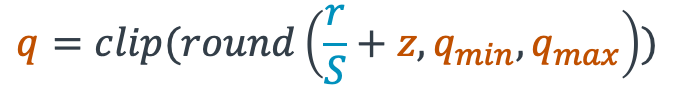 q = clip(round(r/S + z, q_min, q_max))